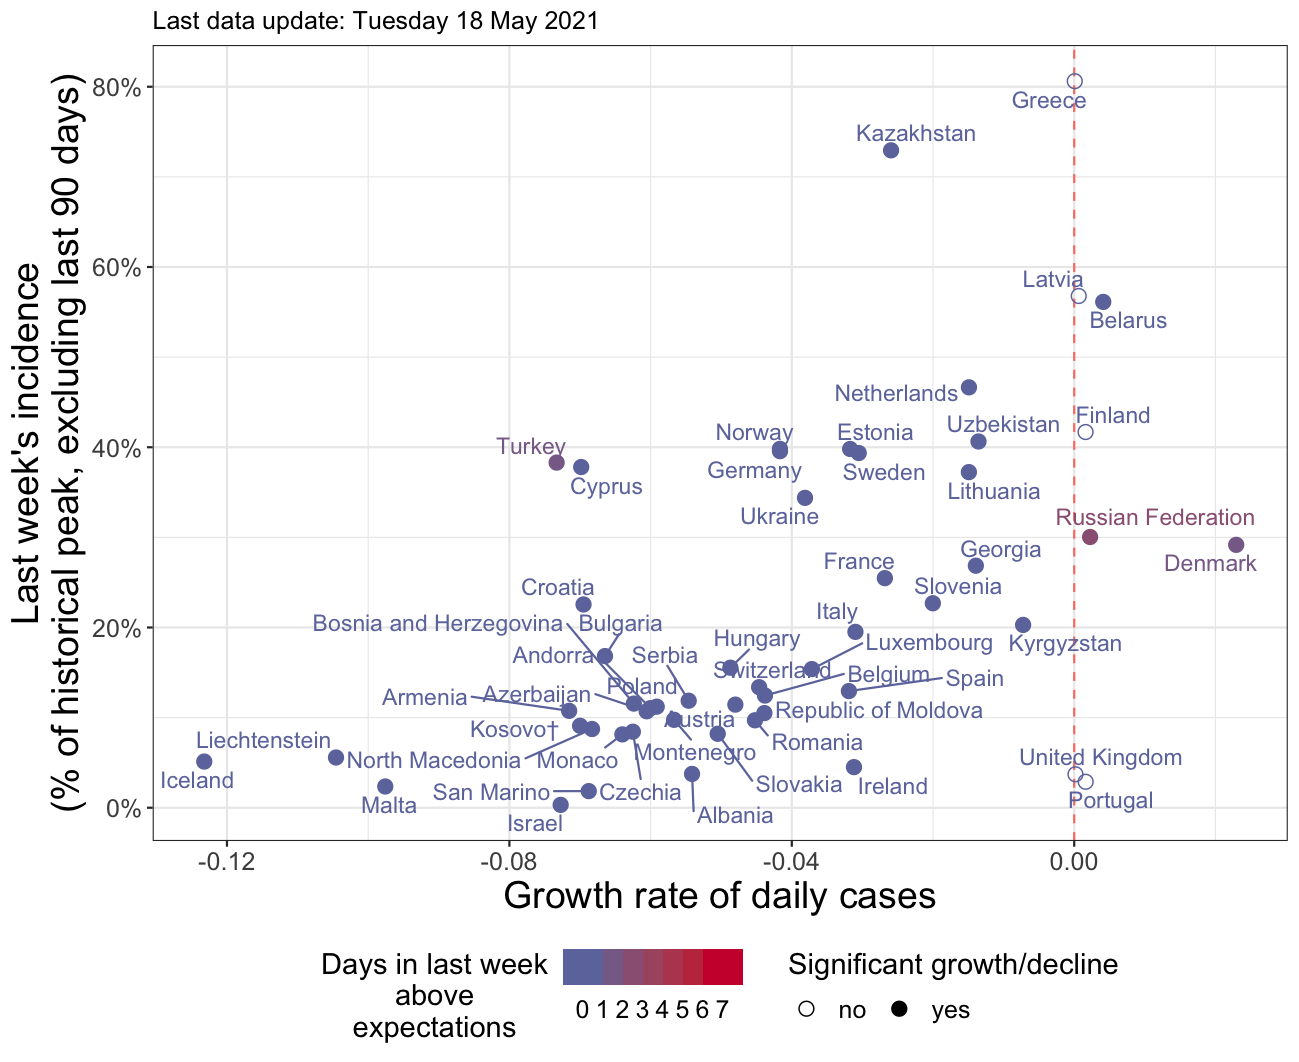 Last data update: Tuesday 18 May 2021
Last week's incidence
(% of historical peak, excluding last 90 days)
80%
60%
40%
20%
0%
Greece
Kazakhstan
Latvia
Belarus
Netherlands
Finland
Uzbekistan
Norway
Estonia
Turkey
Germany
Sweden
Cyprus
Lithuania
Ukraine
Russian Federation
Georgia
France
Denmark
Croatia
Slovenia
Italy
Bosnia and Herzegovina
Bulgaria
Hungary
Luxembourg
Kyrgyzstan
Andorra
Serbia
Switzerland
Belgium
Spain
Armenia
Azerbaijan
Poland
Republic of Moldova
Kosovo†
Austria
Liechtenstein
Romania
North Macedonia
Monaco
Montenegro
United Kingdom
Iceland
Slovakia
Ireland
San Marino
Czechia
Malta
Portugal
Albania
Israel
-0.12
-0.08
-0.04
0.00
Growth rate of daily cases
Days in last week
above
expectations
0 1 2 3 4 5 6 7
Significant growth/decline
no
yes